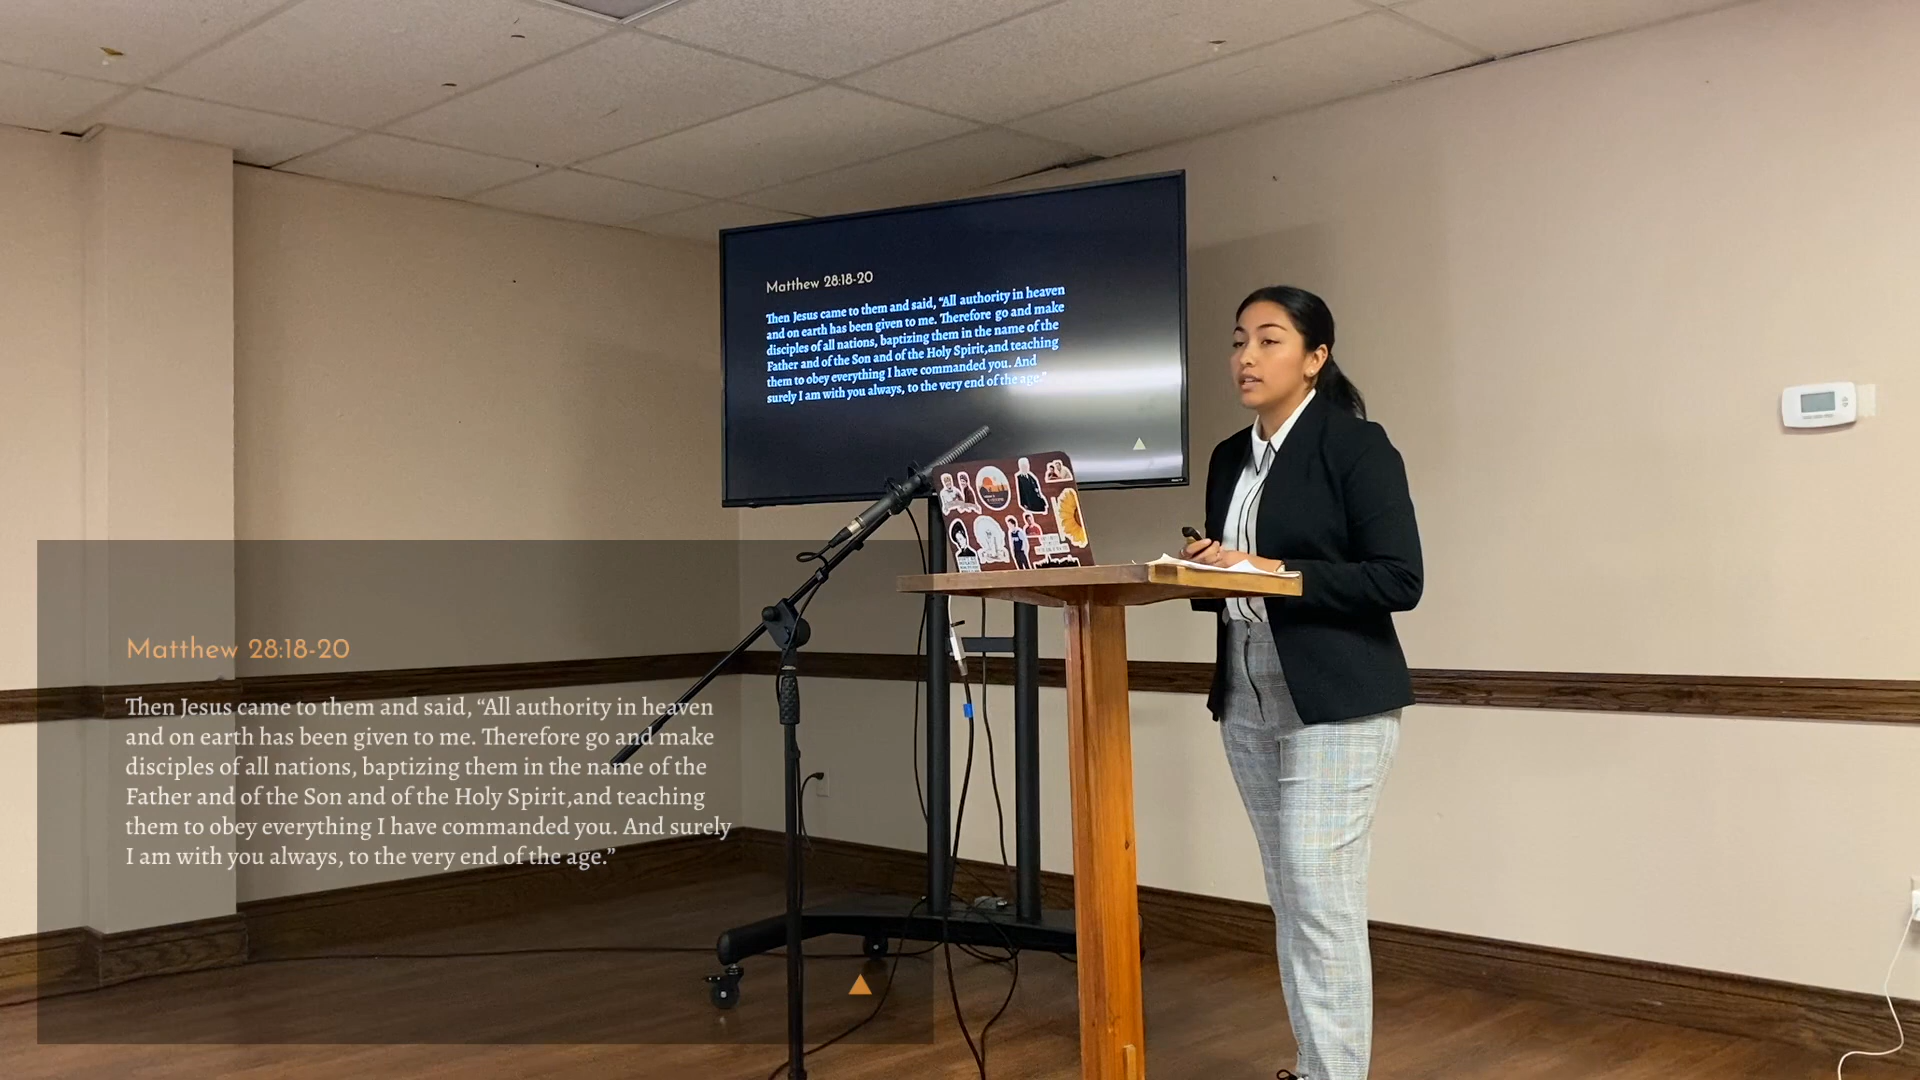 Matthew 28:18-20
Then Jesus came to them and said, “All authority in heaven
and on earth has been given to me. Therefore go and make
disciples of all nations, baptizing them in the name of the
Father and of the Son and of the Holy Spirit,and teaching
them to obey everything I have commanded you. And
surely I am with you always, to the very end of the age.”
Matthew 28:18-20
Then Jesus came to them and said, “All authority in heaven
and on earth has been given to me. Therefore go and make
disciples of all nations, baptizing them in the name of the
Father and of the Son and of the Holy Spirit,and teaching
them to obey everything I have commanded you. And surely
I am with you always, to the very end of the age.”